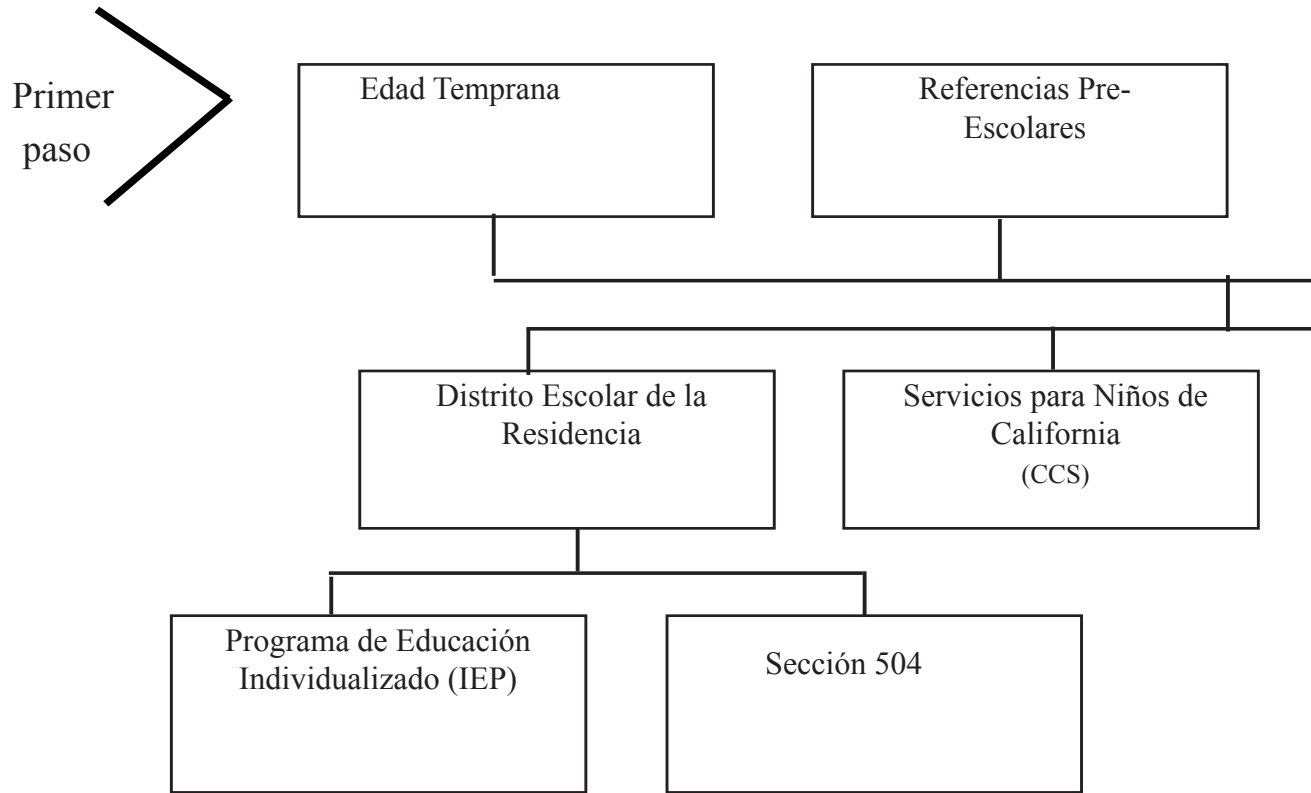 Primer
paso
Edad Temprana
Referencias Pre-
Escolares
Distrito Escolar de la
Residencia
Servicios para Niños de
California
(CCS)
Programa de Educación
Individualizado (IEP)
Sección 504